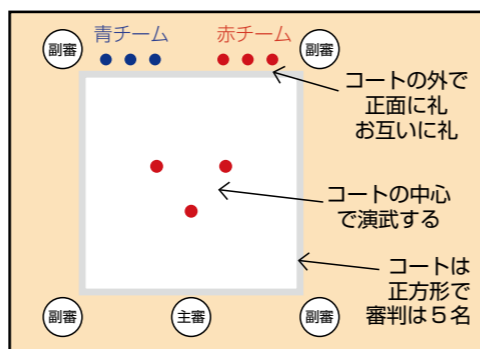 青チーム
赤チーム
副審
副審
コートの外で
正面に礼
お互いに礼
コートの中心
で演武する
コートは
正方形で
審判は５名
副審
主審
副審